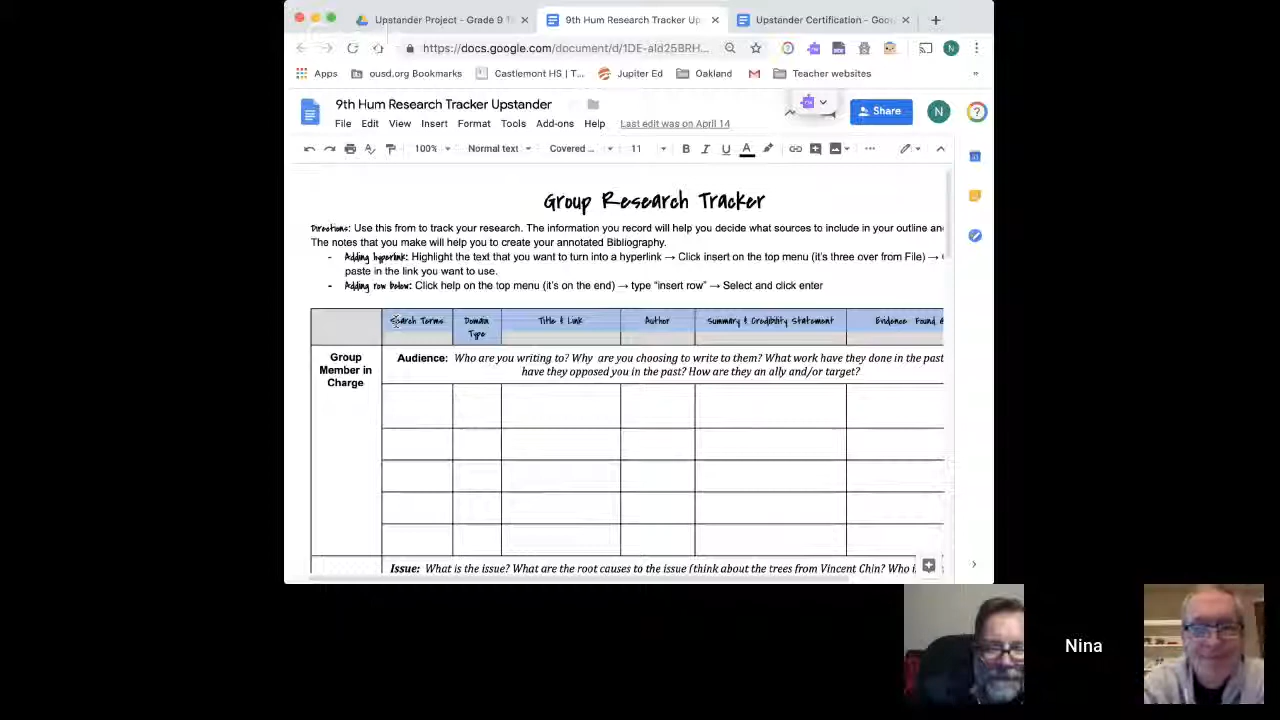 Upstander Project - Grade 9 T
9th Hum Research Tracker Up
Upstander Certification - Goo
https://docs.google.com/document/d/1DE-ald25BRH...
N
Apps
ousd.org Bookmarks
Castlemont HS | T...
Jupiter Ed
Oakland
Teacher websites
9th Hum Research Tracker Upstander
Share
N
File Edit View Insert Format Tools Add-ons Help Last edit was on April 14
100% Normal text Covered ... 11 B I U A
Group Research Tracker
Directions: Use this from to track your research. The information you record will help you decide what sources to include in your outline an
The notes that you make will help you to create your annotated Bibliography.
- Adding hyperlink: Highlight the text that you want to turn into a hyperlink → Click insert on the top menu (it's three over from File) →
paste in the link you want to use.
- Adding row below: Click help on the top menu (it's on the end) → type "insert row" → Select and click enter
Search Terms
Domain
Type
Title & Link
Author
Summary & Credibility Statement
Evidence Found
Group
Member in
Charge
Audience: Who are you writing to? Why are you choosing to write to them? What work have they done in the past
have they opposed you in the past? How are they an ally and/or target?
Issue: What is the issue? What are the root causes to the issue (think about the trees from Vincent Chin? Who i
Nina